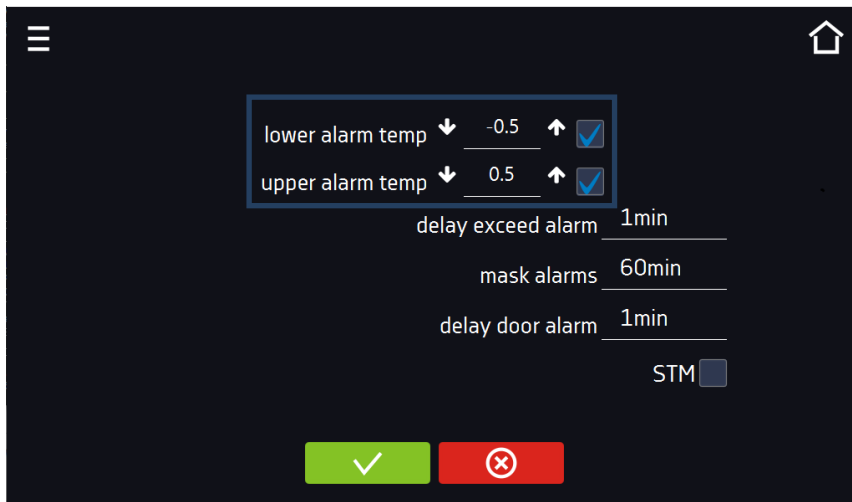 lower alarm temp -0.5
upper alarm temp 0.5
delay exceed alarm 1min
mask alarms 60min
delay door alarm 1min
STM